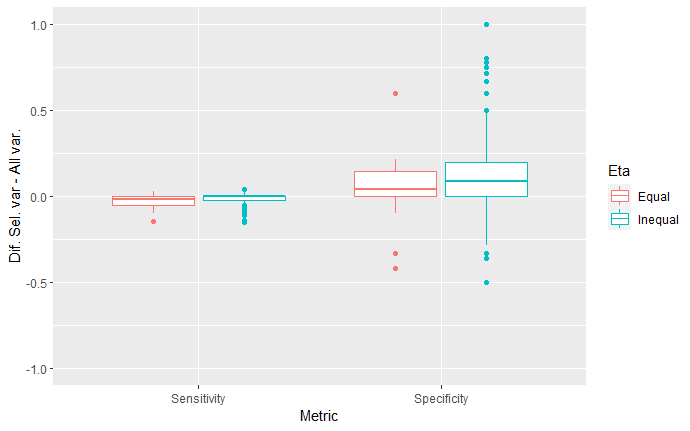 1.0
0.5
0.0
-0.5
-1.0
Dif. Sel. var - All var.
Sensitivity
Specificity
Metric
Eta
Equal
Inequal